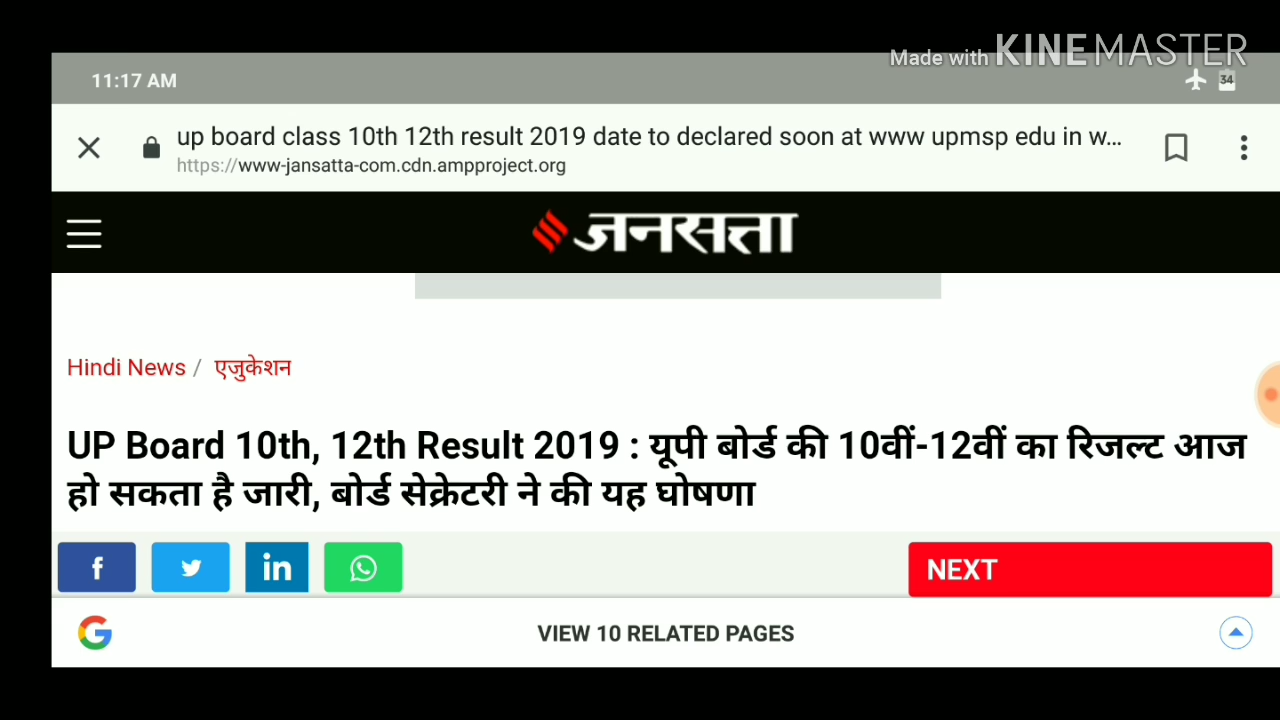 Made with KINEMASTER
11:17 AM
34
up board class 10th 12th result 2019 date to declared soon at www upmsp edu in w...
https://www-jansatta-com.cdn.ampproject.org
जनसत्ता
Hindi News / एजुकेशन
UP Board 10th, 12th Result 2019 : यूपी बोर्ड की 10वीं-12वीं का रिजल्ट आज
हो सकता है जारी, बोर्ड सेक्रेटरी ने की यह घोषणा
f in NEXT
G VIEW 10 RELATED PAGES